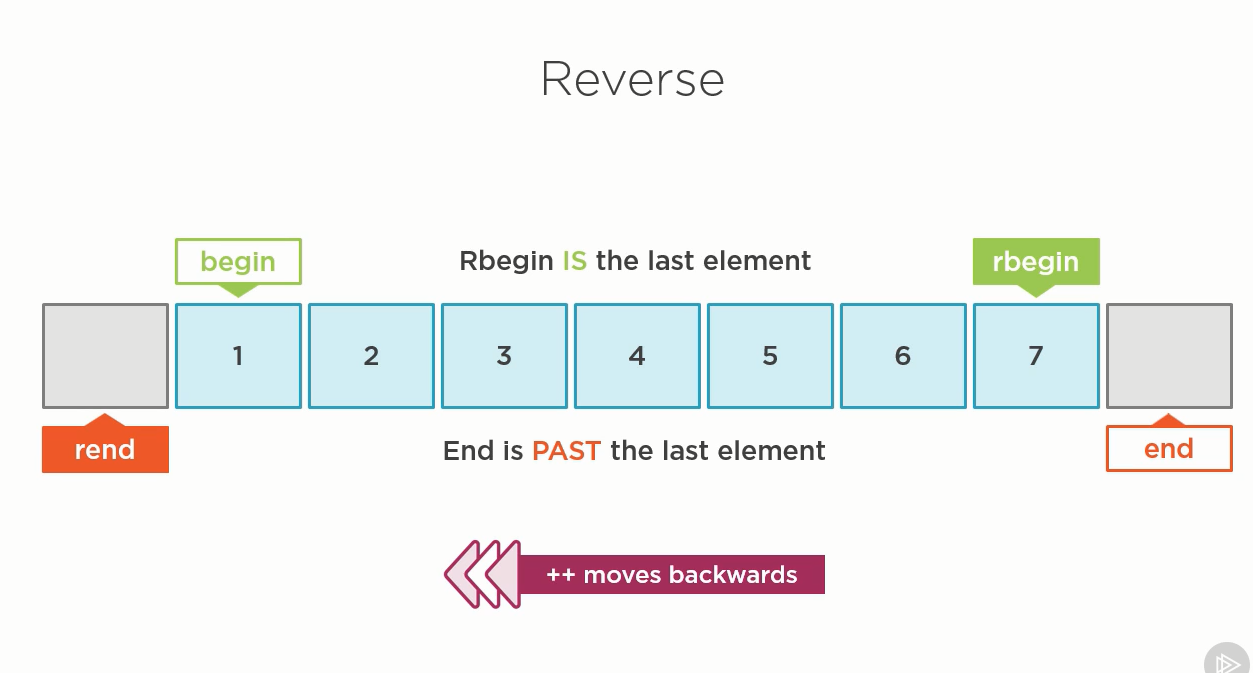 Reverse
begin
Rbegin IS the last element
rbegin
1
2
3
4
5
6
7
rend
End is PAST the last element
end
++ moves backwards